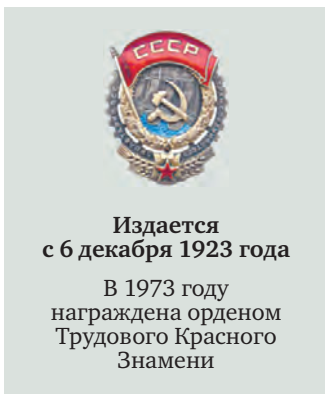 СССР
Издается
с 6 декабря 1923 года
В 1973 году
награждена орденом
Трудового Красного
Знамени